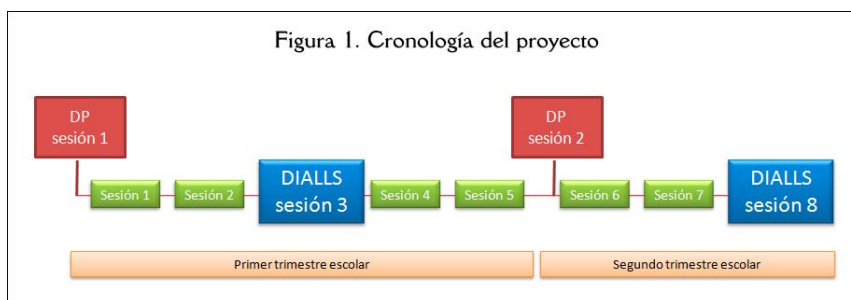 Figura 1. Cronología del proyecto
DP
sesión 1
DP
sesión 2
Sesión 1
Sesión 2
DIALLS
sesión 3
Sesión 4
Sesión 5
Sesión 6
Sesión 7
DIALLS
sesión 8
Primer trimestre escolar
Segundo trimestre escolar